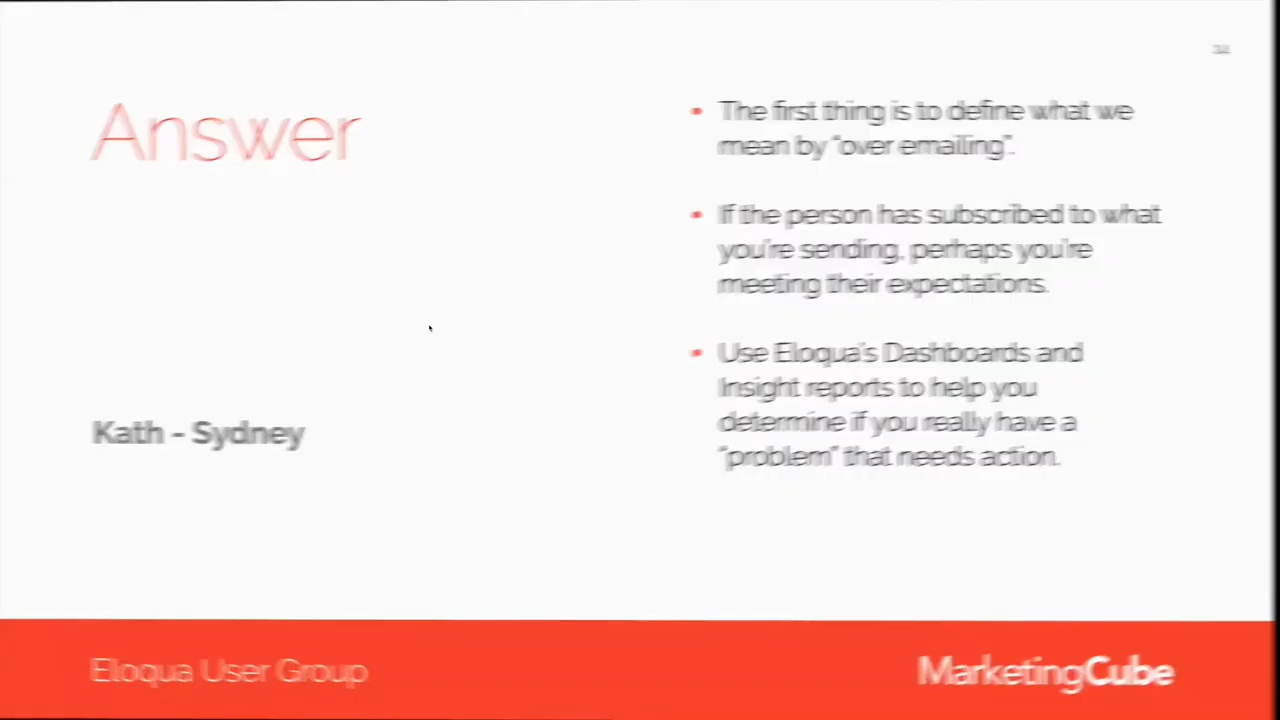 Answer
Kath - Sydney
• The first thing is to define what we
mean by "over emailing".
• If the person has subscribed to what
you're sending, perhaps you're
meeting their expectations.
• Use Eloqua's Dashboards and
Insight reports to help you
determine if you really have a
"problem" that needs action.
Eloqua User Group
MarketingCube